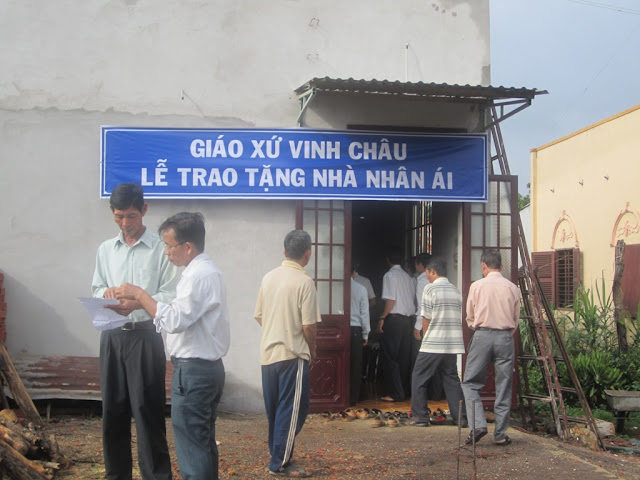 GIÁO XỨ VINH CHÂU
LỄ TRAO TẶNG NHÀ NHÂN ÁI